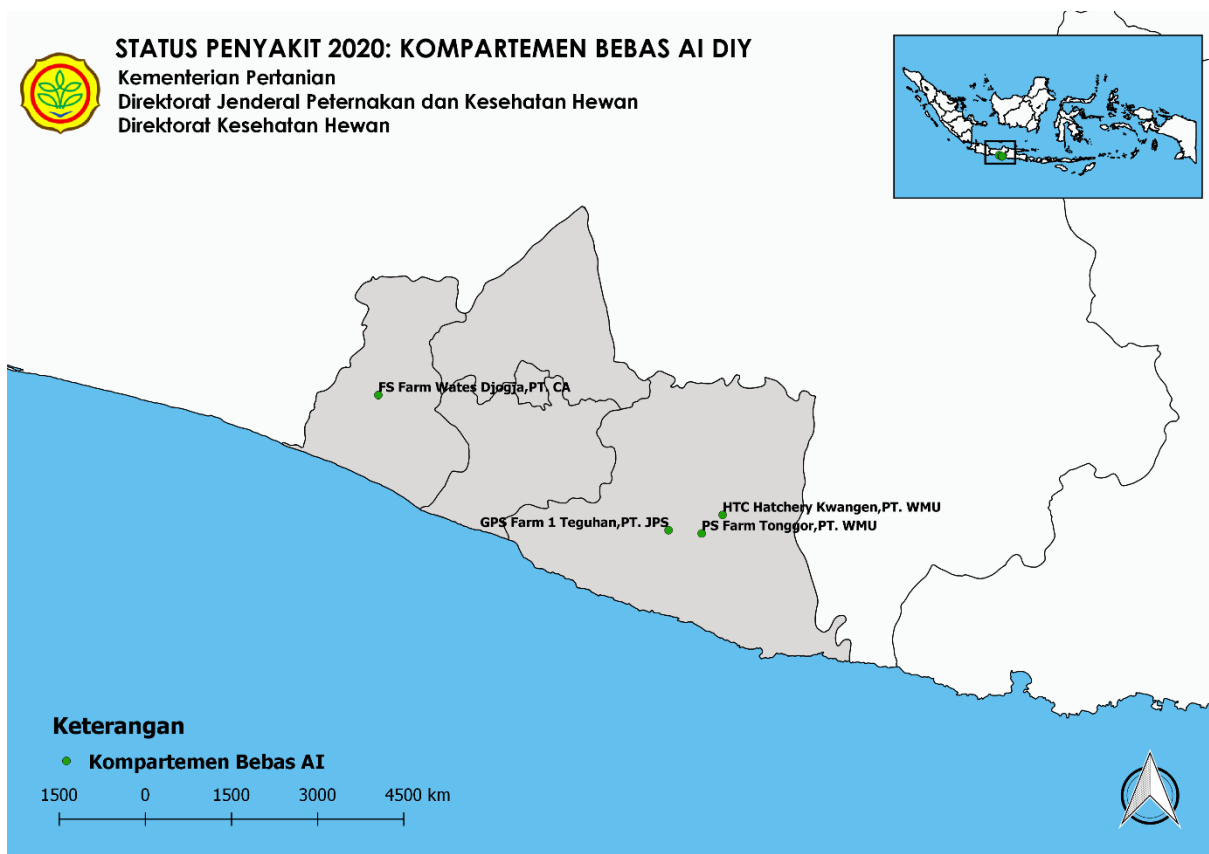 STATUS PENYAKIT 2020: KOMPARTEMEN BEBAS AI DIY
Kementerian Pertanian
Direktorat Jenderal Peternakan dan Kesehatan Hewan
Direktorat Kesehatan Hewan
FS Farm Wates Djogja,PT. CA
HTC Hatchery Kwangen,PT. WMU
GPS Farm 1 Teguhan,PT. JPS
PS Farm Tonggor,PT. WMU
Keterangan
Kompartemen Bebas AI
1500 0 1500 3000 4500 km